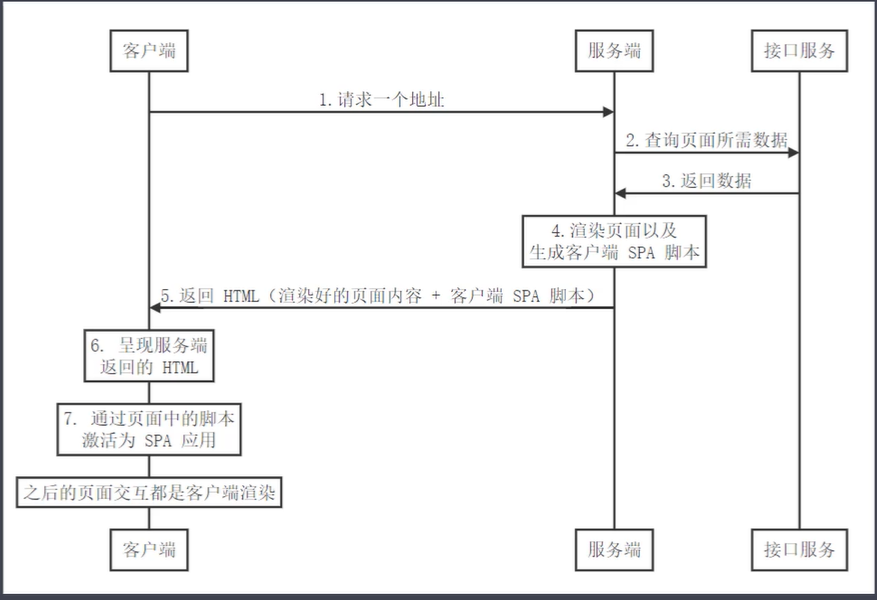 客户端
服务端
接口服务
1.请求一个地址
2.查询页面所需数据
3.返回数据
4.渲染页面以及
生成客户端 SPA 脚本
5.返回 HTML（渲染好的页面内容 + 客户端 SPA 脚本）
6. 呈现服务端
返回的 HTML
7. 通过页面中的脚本
激活为 SPA 应用
之后的页面交互都是客户端渲染
客户端
服务端
接口服务